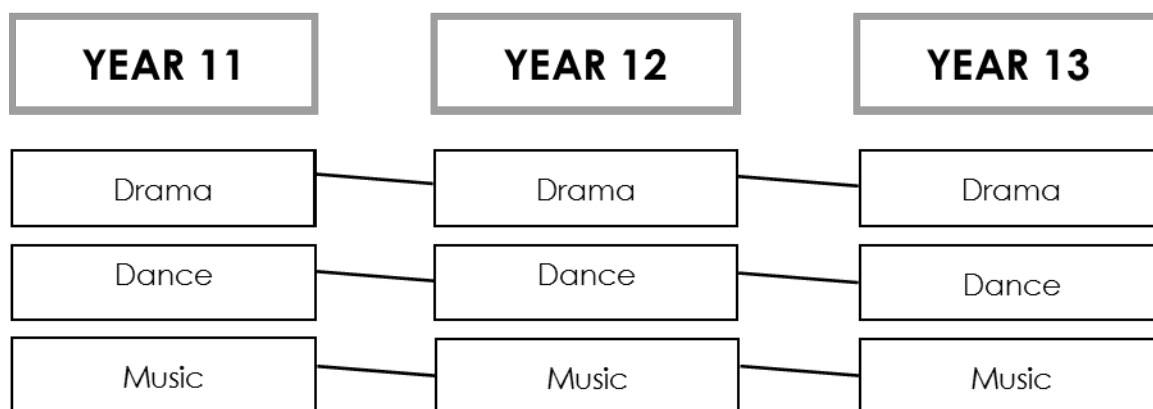 YEAR 11 YEAR 12 YEAR 13
Drama Drama Drama
Dance Dance Dance
Music Music Music